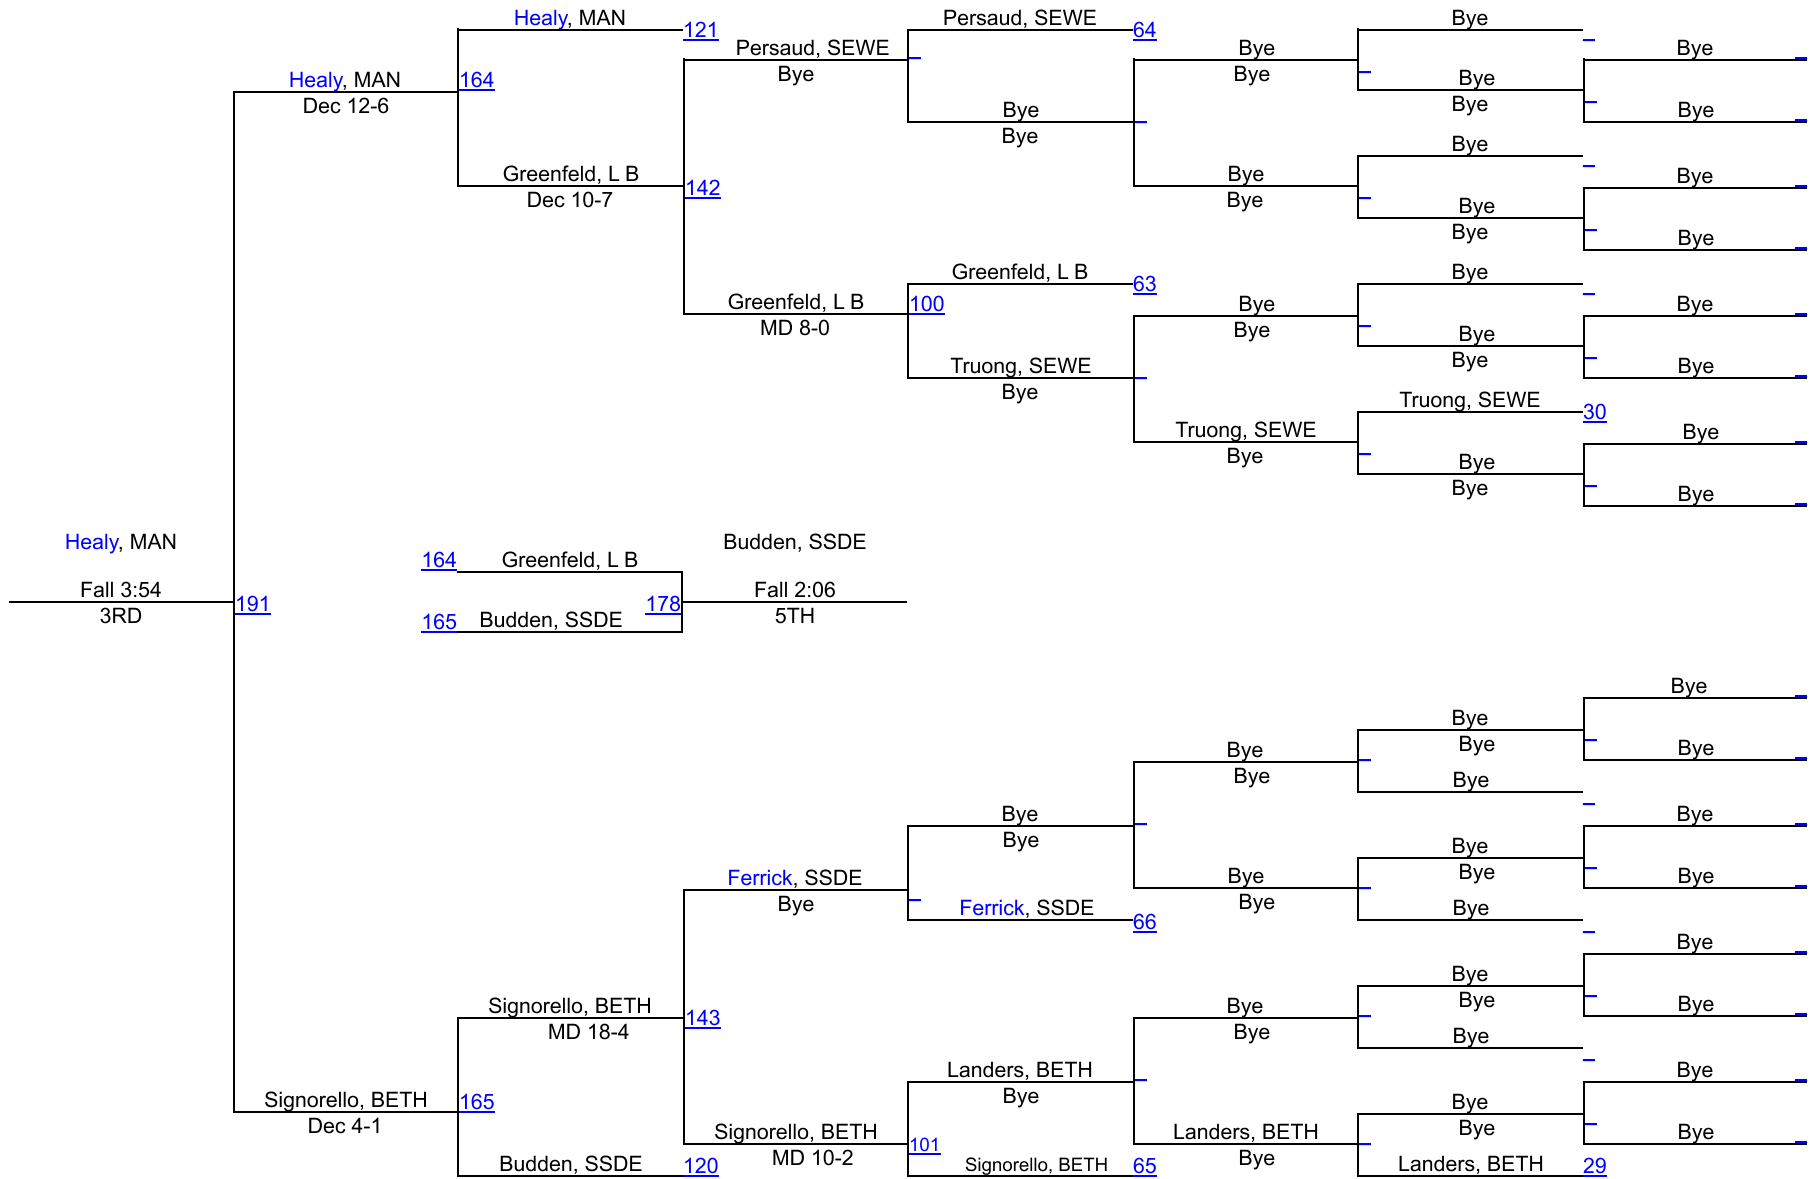 Healy, MAN
121
Persaud, SEWE
64
Bye
Persaud, SEWE
Bye
Bye
Bye
Bye
Healy, MAN
164
Bye
Bye
Dec 12-6
Bye
Bye
Bye
Bye
Bye
Greenfeld, L B
142
Bye
Bye
Dec 10-7
Bye
Bye
Bye
Bye
Greenfeld, L B
63
Bye
Greenfeld, L B
100
Bye
Bye
MD 8-0
Bye
Bye
Bye
Truong, SEWE
Bye
Bye
Truong, SEWE
30
Truong, SEWE
Bye
Bye
Bye
Bye
Bye
Healy, MAN
Budden, SSDE
164
Greenfeld, L B
Fall 3:54
Fall 2:06
191
178
3RD
165
Budden, SSDE
5TH
Bye
Bye
Bye
Bye
Bye
Bye
Bye
Bye
Bye
Bye
Bye
Bye
Ferrick, SSDE
Bye
Bye
Bye
Bye
Ferrick, SSDE
66
Bye
Bye
Bye
Signorello, BETH
143
Bye
Bye
Bye
MD 18-4
Bye
Bye
Landers, BETH
Bye
Bye
Signorello, BETH
165
Bye
Dec 4-1
Bye
Signorello, BETH
101
Landers, BETH
Bye
MD 10-2
Bye
Budden, SSDE
120
Signorello, BETH
65
Landers, BETH
29